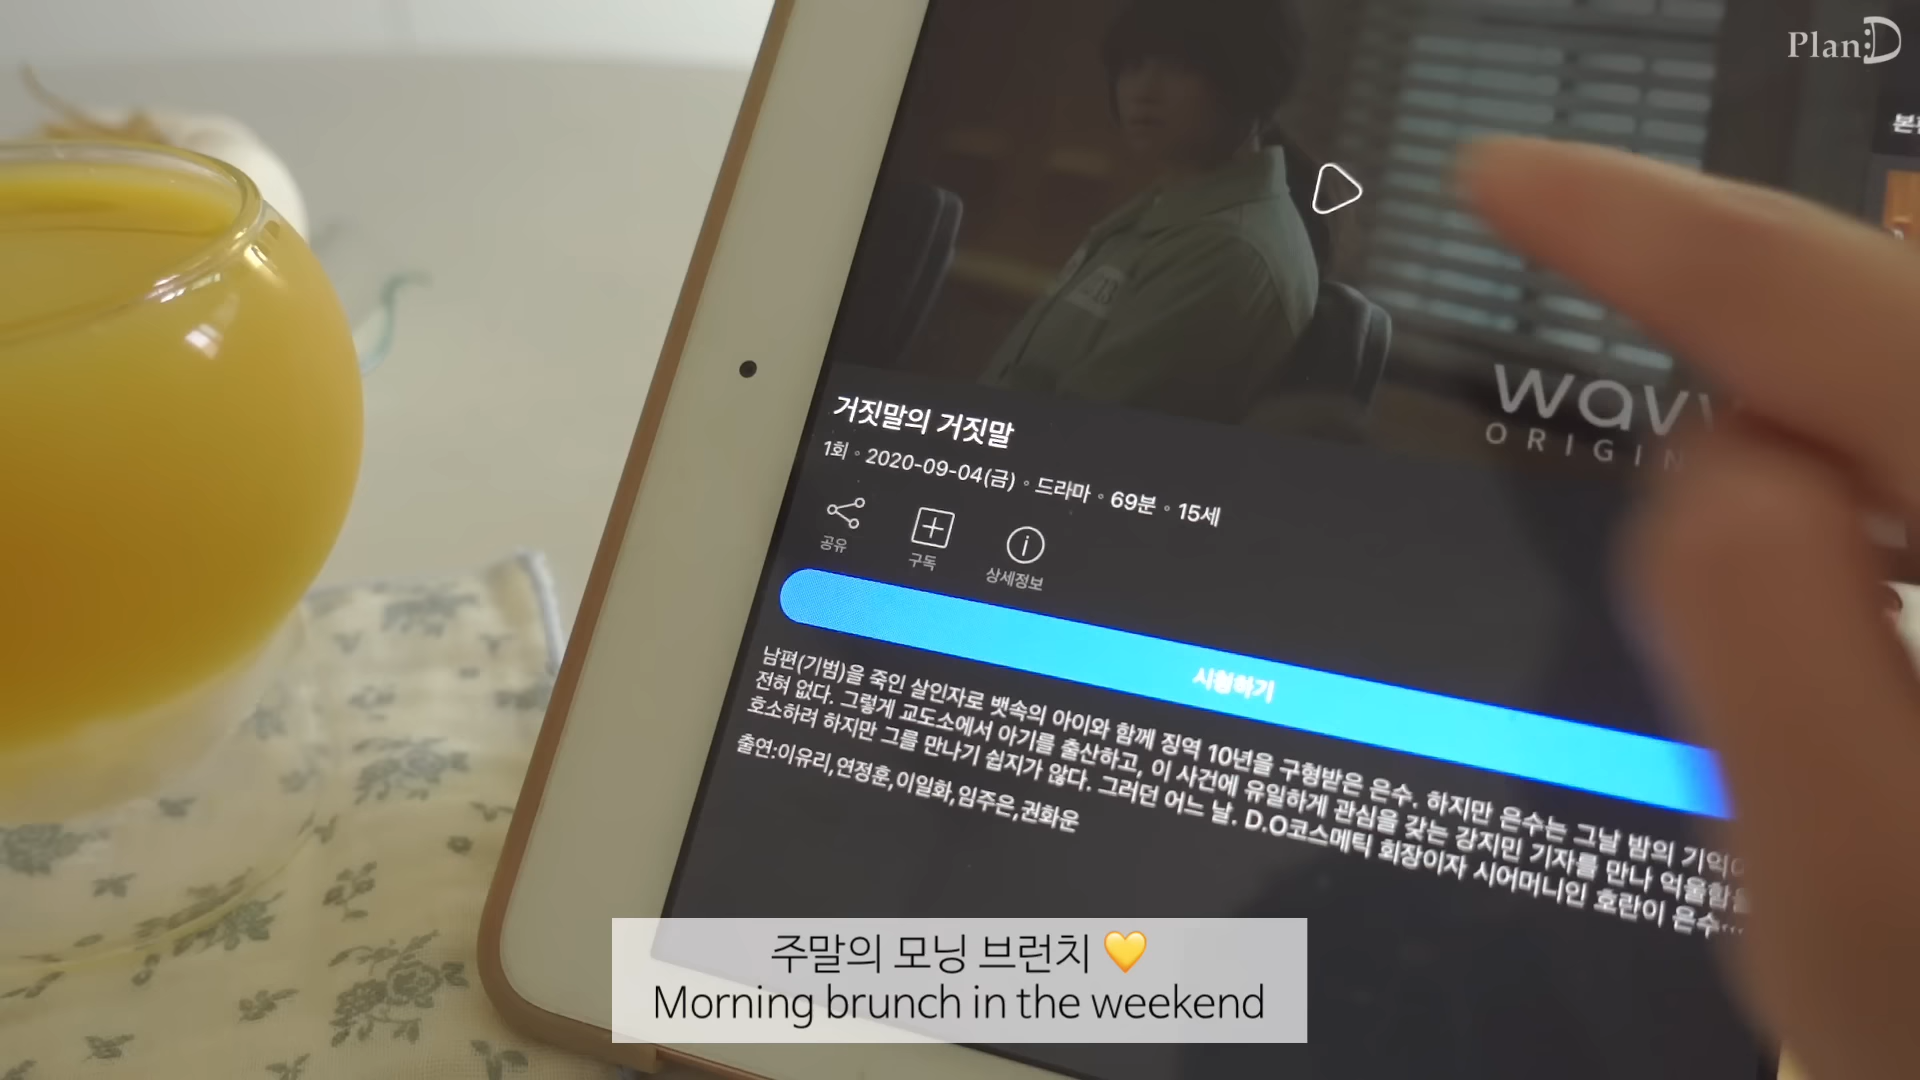 Plan:D
wavv
ORIGIN
거짓말의 거짓말
1회 • 2020-09-04(금) • 드라마 • 69분 • 15세
공유 구독 상세정보
시청하기
남편(기범)을 죽인 살인자로 뱃속의 아이와 함께 징역 10년을 구형받은 은수. 하지만 은수는 그날 밤의 기억이
전혀 없다. 그렇게 교도소에서 아기를 출산하고, 이 사건에 유일하게 관심을 갖는 강지민 기자를 만나 억울함을
호소하려 하지만 그를 만나기 쉽지가 않다. 그러던 어느 날. D.O코스메틱 회장이자 시어머니인 호란이 은수…
출연:이유리,연정훈,이일화,임주은,권화운
주말의 모닝 브런치 💛
Morning brunch in the weekend